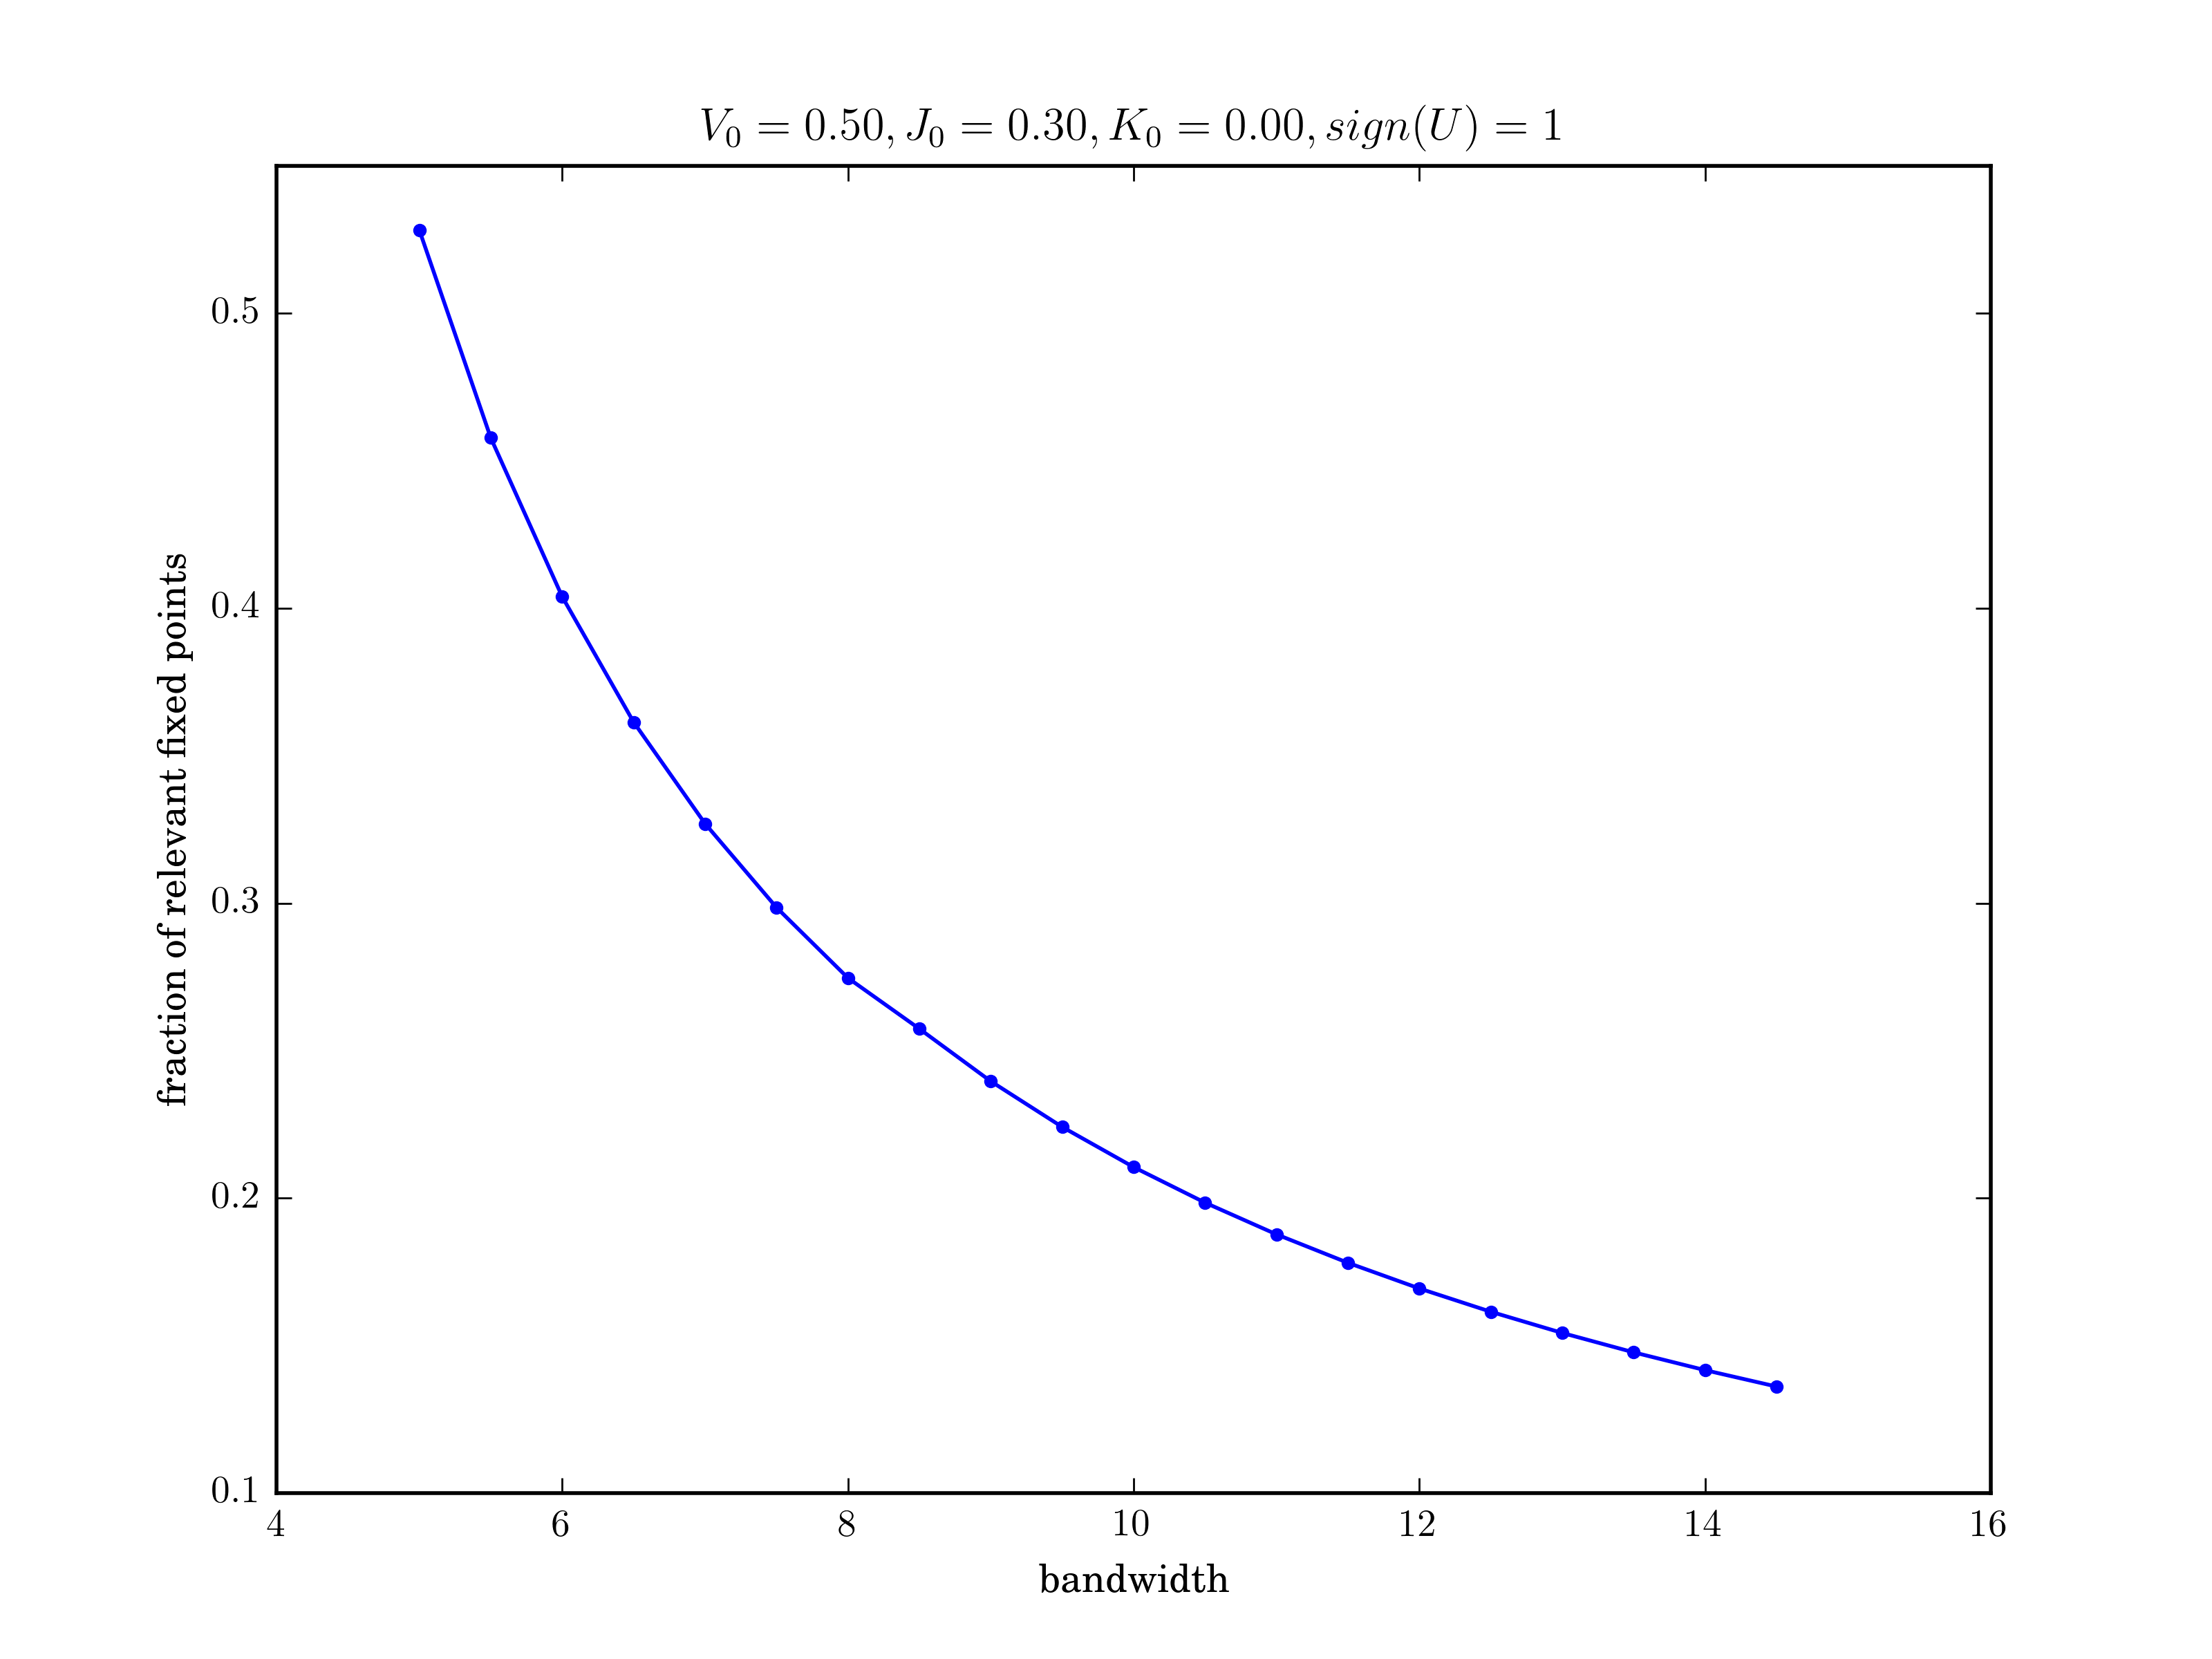 V₀ = 0.50, J₀ = 0.30, K₀ = 0.00, sign(U) = 1
0.5
0.4
0.3
0.2
0.1
fraction of relevant fixed points
4 6 8 10 12 14 16
bandwidth